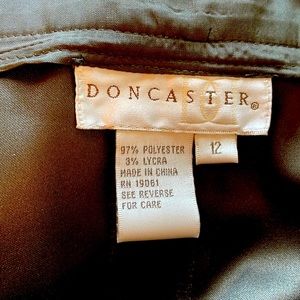 DONCASTER®
12
97% POLYESTER
3% LYCRA
MADE IN CHINA
RN 19061
SEE REVERSE
FOR CARE